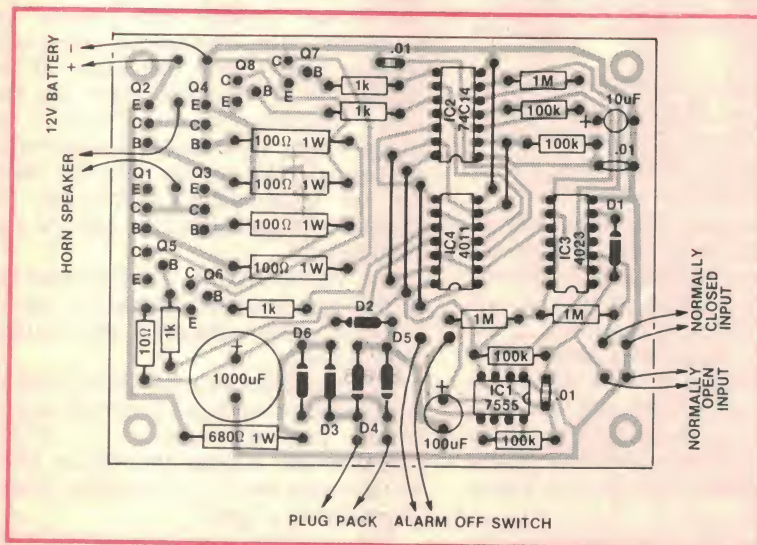 12V BATTERY
-
+
HORN SPEAKER
Q2
E
C
B
Q4
E
C
B
Q8
C
B
E
Q7
C
B
E
.01
1k
1k
IC2
74C14
1M
100k
10uF
+
100k
.01
100Ω 1W
100Ω 1W
100Ω 1W
100Ω 1W
Q1
E
C
B
Q3
E
C
B
IC4
4011
IC3
4023
D1
C
Q5
B
E
C
Q6
B
E
10Ω
1k
1k
D2
D6
D5
1M
1M
NORMALLY
CLOSED
INPUT
NORMALLY
OPEN
INPUT
+
1000uF
680Ω 1W
D3
D4
+
100uF
100k
IC1
7555
.01
100k
PLUG PACK
ALARM OFF SWITCH